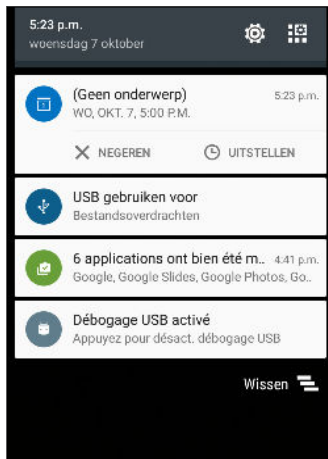 5:23 p.m.
woensdag 7 oktober
(Geen onderwerp) 5:23 p.m.
WO, OKT. 7, 5:00 P.M.
NEGEREN UITSTELLEN
USB gebruiken voor
Bestandsoverdrachten
6 applications ont bien été m.. 4:41 p.m.
Google, Google Slides, Google Photos, Go..
Débogage USB activé
Appuyez pour désact. débogage USB
Wissen